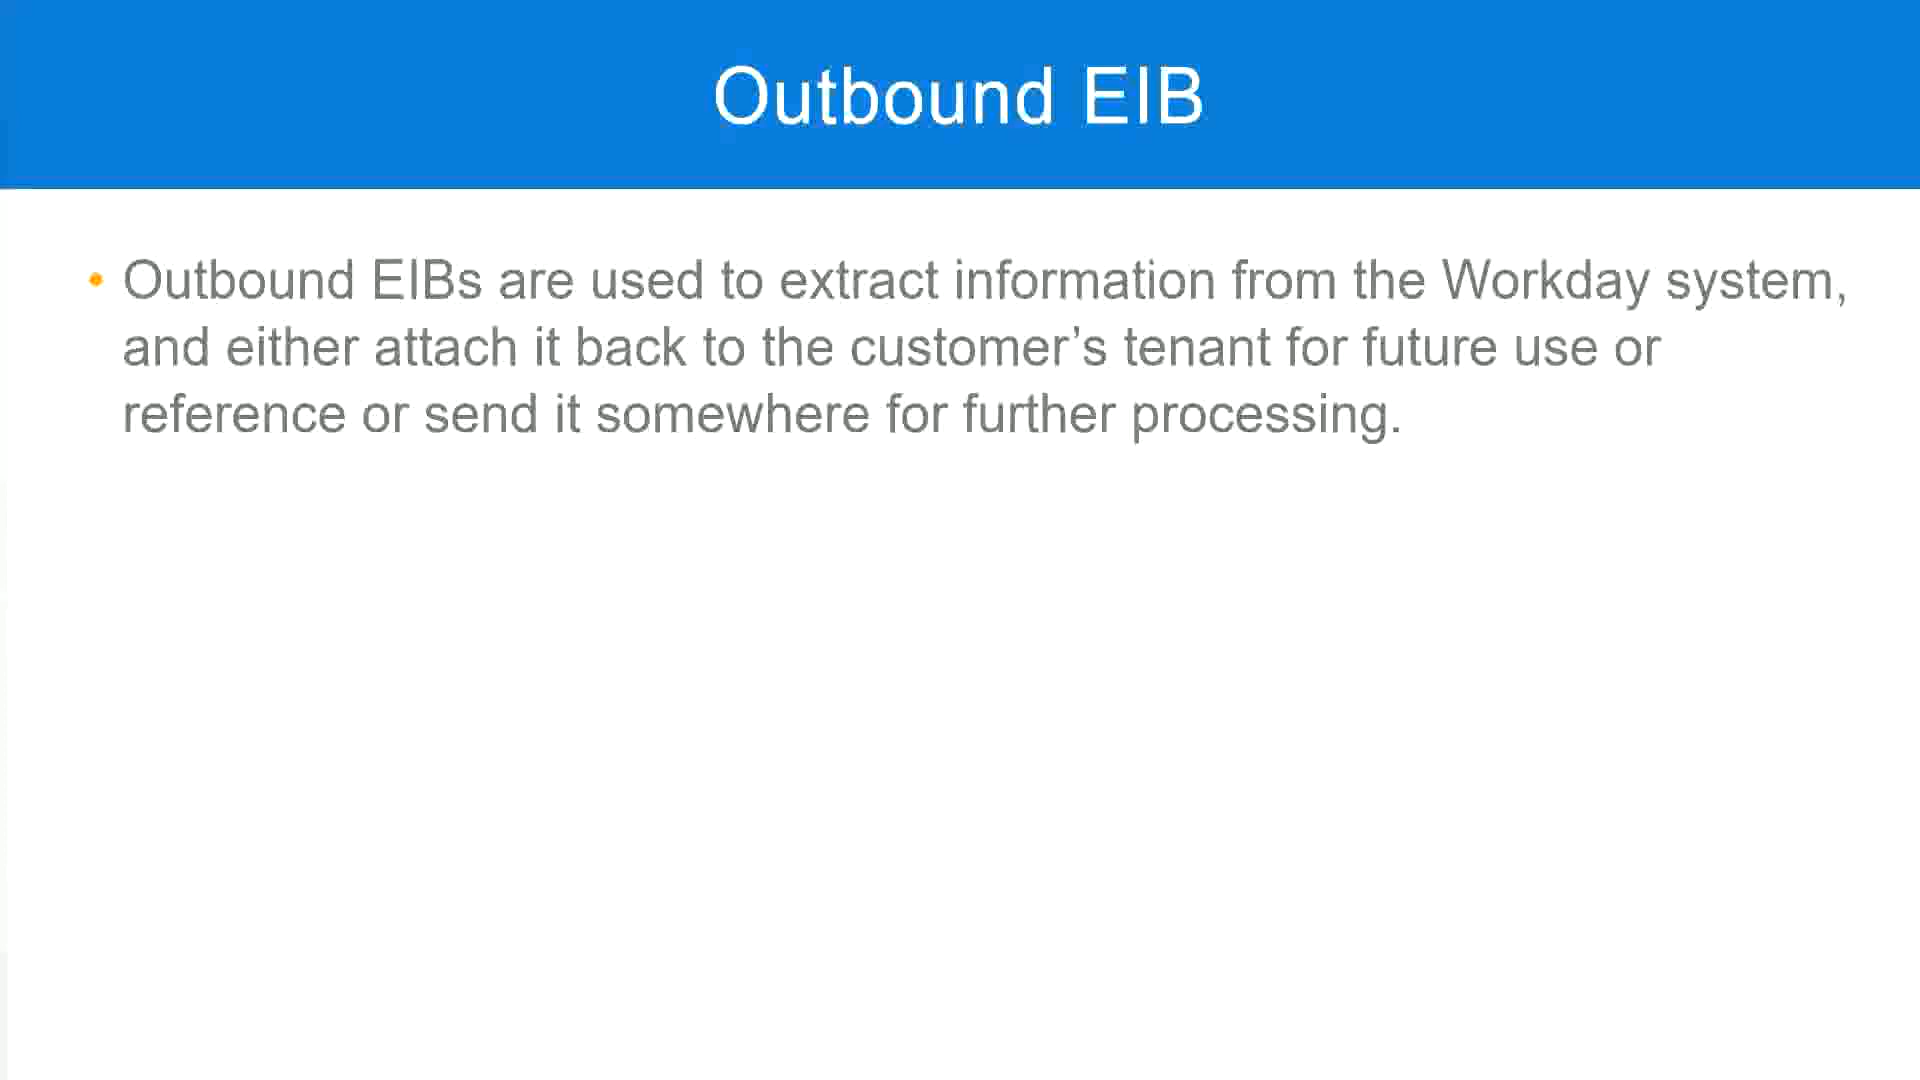 Outbound EIB
• Outbound EIBs are used to extract information from the Workday system,
and either attach it back to the customer’s tenant for future use or
reference or send it somewhere for further processing.